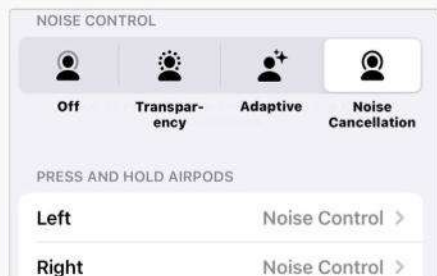 NOISE CONTROL
Off
Transpar-
ency
Adaptive
Noise
Cancellation
PRESS AND HOLD AIRPODS
Left Noise Control >
Right Noise Control >